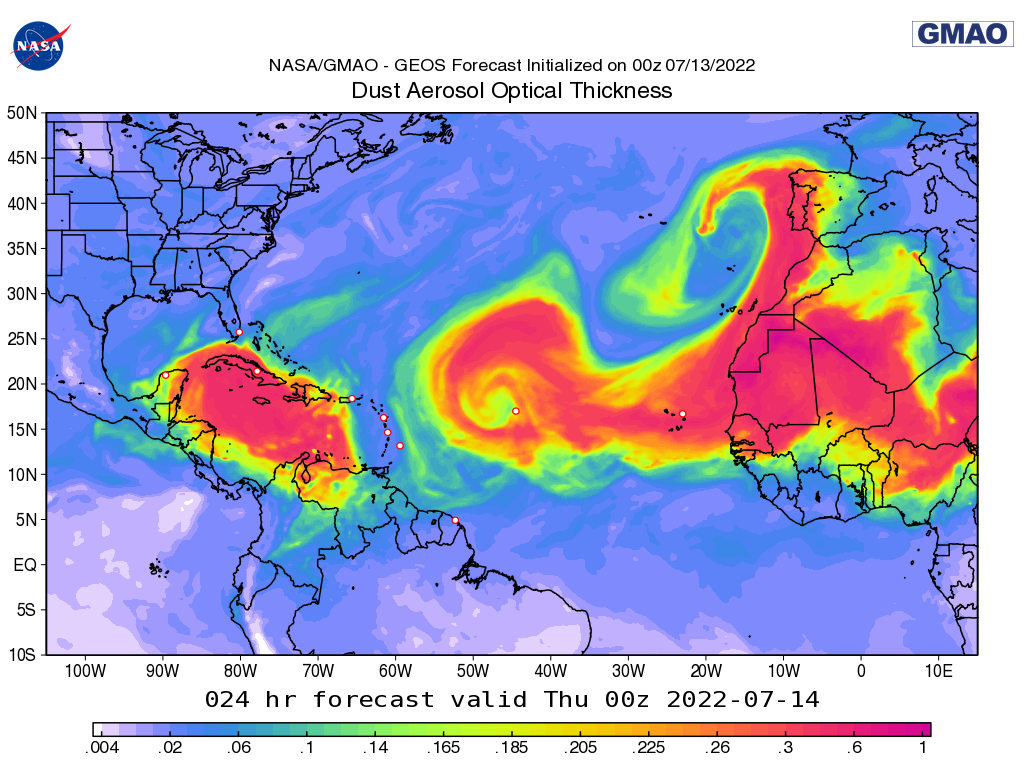 NASA
GMAO
NASA/GMAO - GEOS Forecast Initialized on 00z 07/13/2022
Dust Aerosol Optical Thickness
50N
45N
40N
35N
30N
25N
20N
15N
10N
5N
EQ
5S
10S
100W 90W 80W 70W 60W 50W 40W 30W 20W 10W 0 10E
024 hr forecast valid Thu 00z 2022-07-14
.004 .02 .06 .1 .14 .165 .185 .205 .225 .26 .3 .6 1